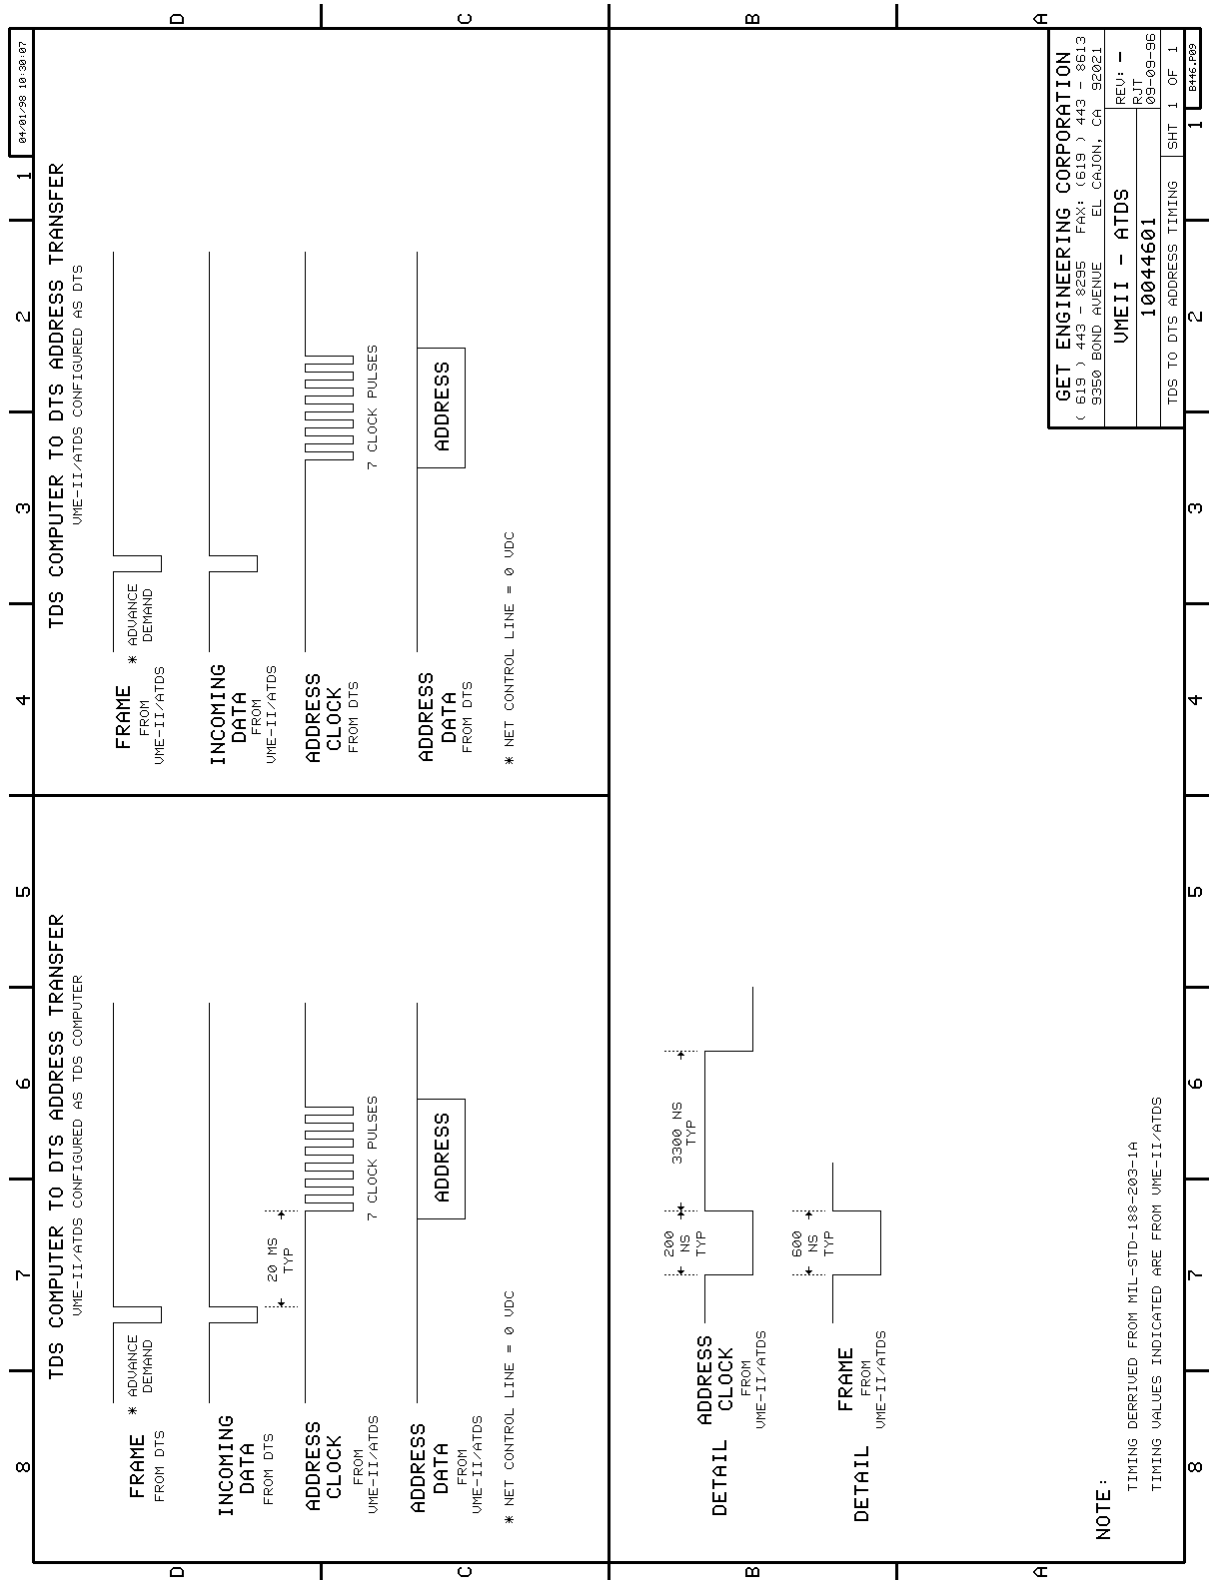 04/01/98 10:30:07
8 7 6 5 4 3 2 1
TDS COMPUTER TO DTS ADDRESS TRANSFER
VME-II/ATDS CONFIGURED AS TDS COMPUTER
D
FRAME
FROM DTS
* ADVANCE
DEMAND
INCOMING
DATA
FROM DTS
20 MS
TYP
ADDRESS
CLOCK
FROM
VME-II/ATDS
7 CLOCK PULSES
C
ADDRESS
DATA
FROM
VME-II/ATDS
ADDRESS
* NET CONTROL LINE = 0 VDC
TDS COMPUTER TO DTS ADDRESS TRANSFER
VME-II/ATDS CONFIGURED AS DTS
D
FRAME
FROM
VME-II/ATDS
* ADVANCE
DEMAND
INCOMING
DATA
FROM
VME-II/ATDS
ADDRESS
CLOCK
FROM DTS
7 CLOCK PULSES
C
ADDRESS
DATA
FROM DTS
ADDRESS
* NET CONTROL LINE = 0 VDC
B
B
DETAIL
ADDRESS
CLOCK
FROM
VME-II/ATDS
200
NS
TYP
3300 NS
TYP
DETAIL
FRAME
FROM
VME-II/ATDS
600
NS
TYP
A
A
NOTE:
TIMING DERRIVED FROM MIL-STD-188-203-1A
TIMING VALUES INDICATED ARE FROM VME-II/ATDS
GET ENGINEERING CORPORATION
( 619 ) 443 - 8295 FAX: (619 ) 443 - 8613
9350 BOND AVENUE EL CAJON, CA 92021
VMEII - ATDS
REV: -
10044601
RJT
09-09-96
TDS TO DTS ADDRESS TIMING
SHT 1 OF 1
8 7 6 5 4 3 2 1
B446.P09